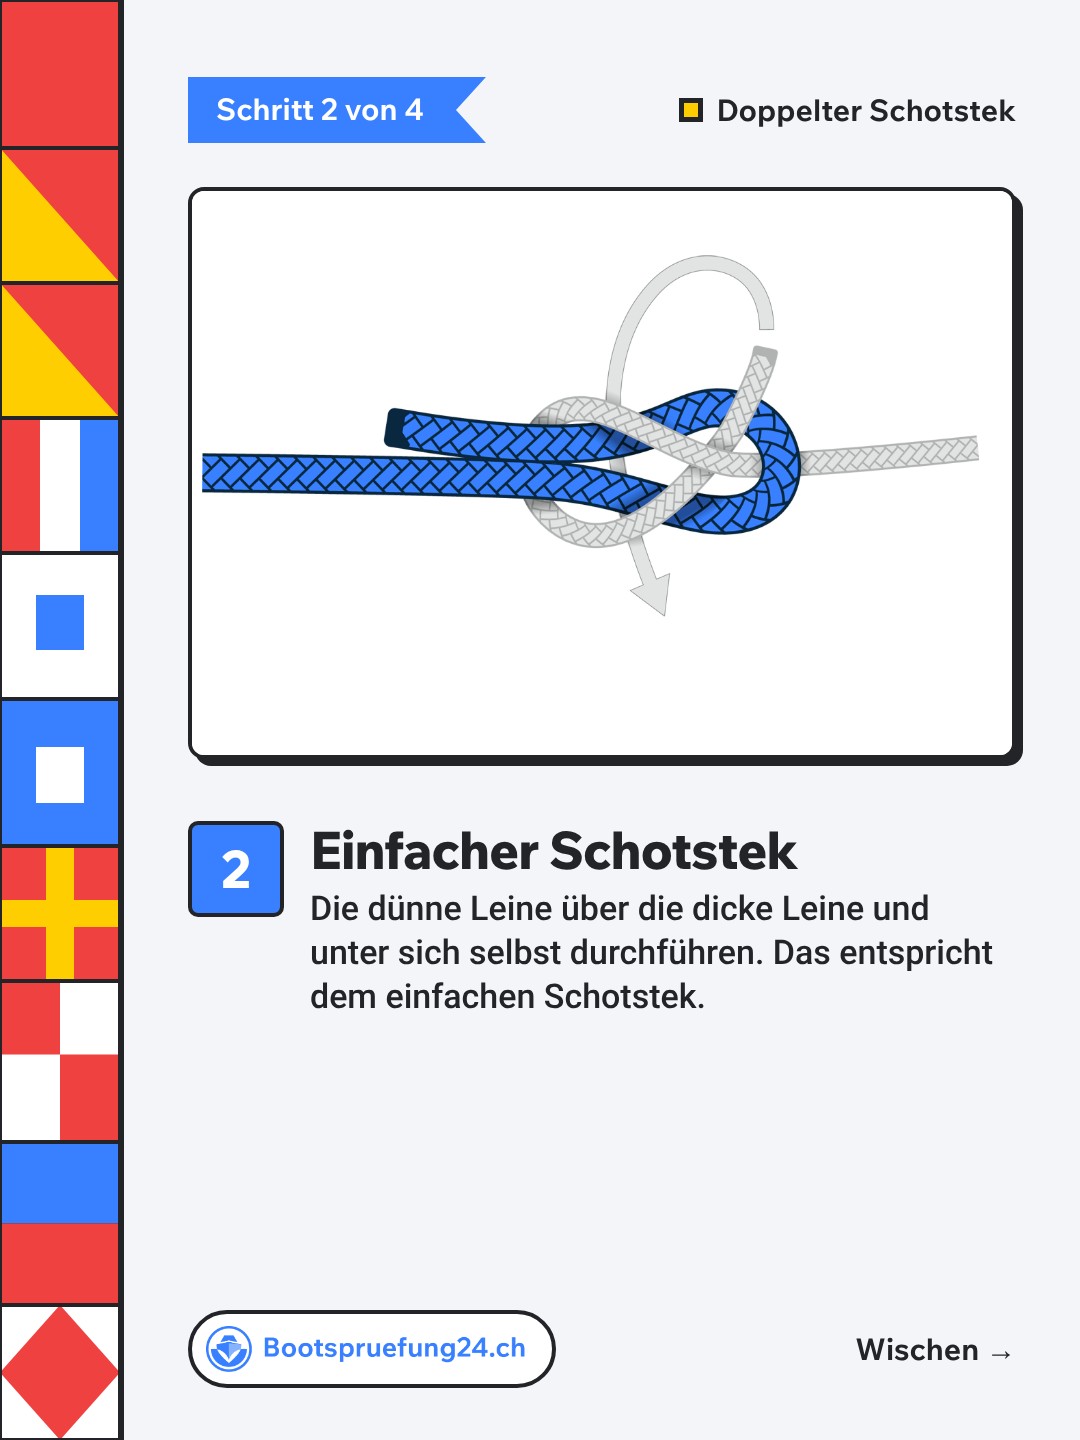 Schritt 2 von 4
Doppelter Schotstek
2
Einfacher Schotstek
Die dünne Leine über die dicke Leine und
unter sich selbst durchführen. Das entspricht
dem einfachen Schotstek.
Bootspruefung24.ch
Wischen →